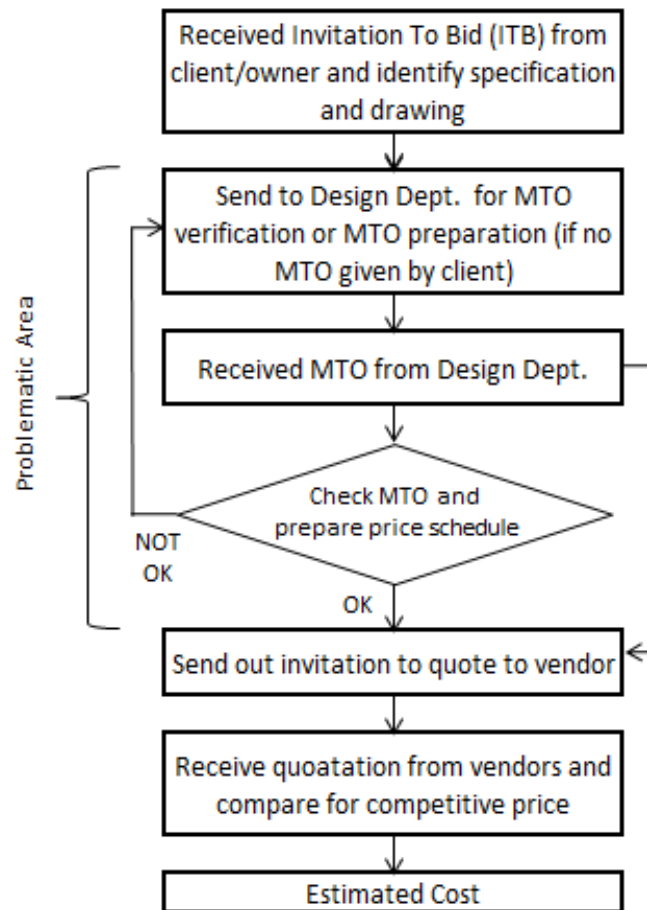 Received Invitation To Bid (ITB) from
client/owner and identify specification
and drawing
Send to Design Dept. for MTO
verification or MTO preparation (if no
MTO given by client)
Problematic Area
Received MTO from Design Dept.
Check MTO and
prepare price schedule
NOT
OK
OK
Send out invitation to quote to vendor
Receive quoatation from vendors and
compare for competitive price
Estimated Cost